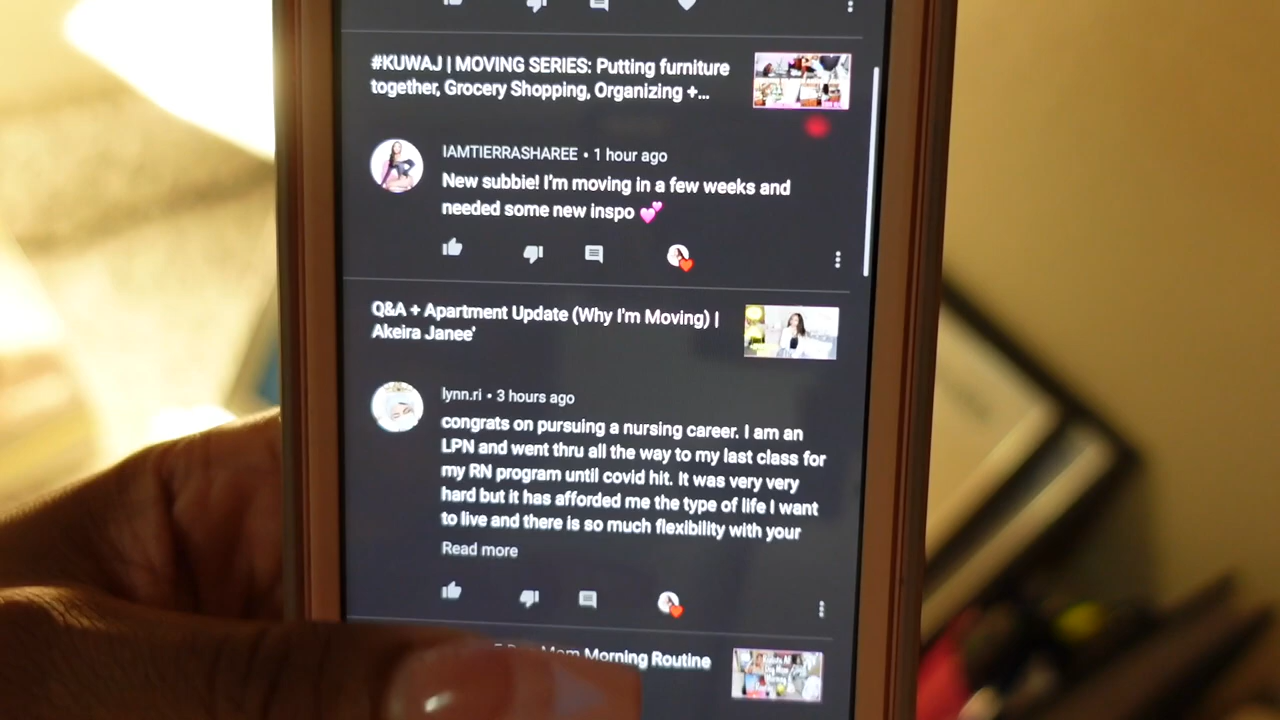 #KUWAJ | MOVING SERIES: Putting furniture
together, Grocery Shopping, Organizing +...
IAMTIERRASHAREE • 1 hour ago
New subbie! I'm moving in a few weeks and
needed some new inspo 💕
Q&A + Apartment Update (Why I'm Moving) |
Akeira Janee'
lynn.ri • 3 hours ago
congrats on pursuing a nursing career. I am an
LPN and went thru all the way to my last class for
my RN program until covid hit. It was very very
hard but it has afforded me the type of life I want
to live and there is so much flexibility with your
Read more
Mom Morning Routine